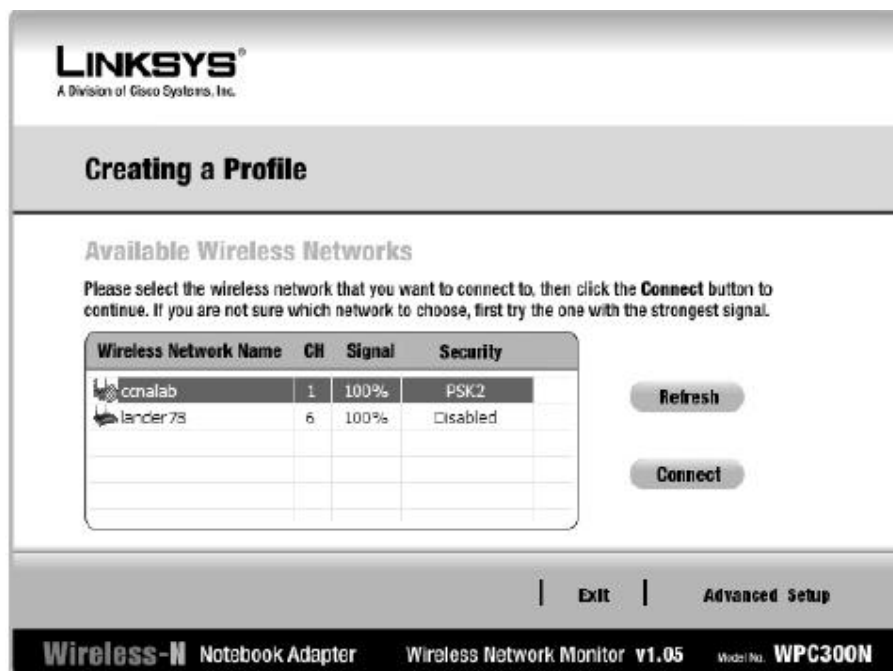 LINKSYS®
A Division of Cisco Systems, Inc.
Creating a Profile
Available Wireless Networks
Please select the wireless network that you want to connect to, then click the Connect button to
continue. If you are not sure which network to choose, first try the one with the strongest signal.
Wireless Network Name CH Signal Security
ccnalab 1 100% PSK2
lander78 6 100% Disabled
Refresh
Connect
Exit Advanced Setup
Wireless-N Notebook Adapter Wireless Network Monitor v1.05 Model No. WPC300N